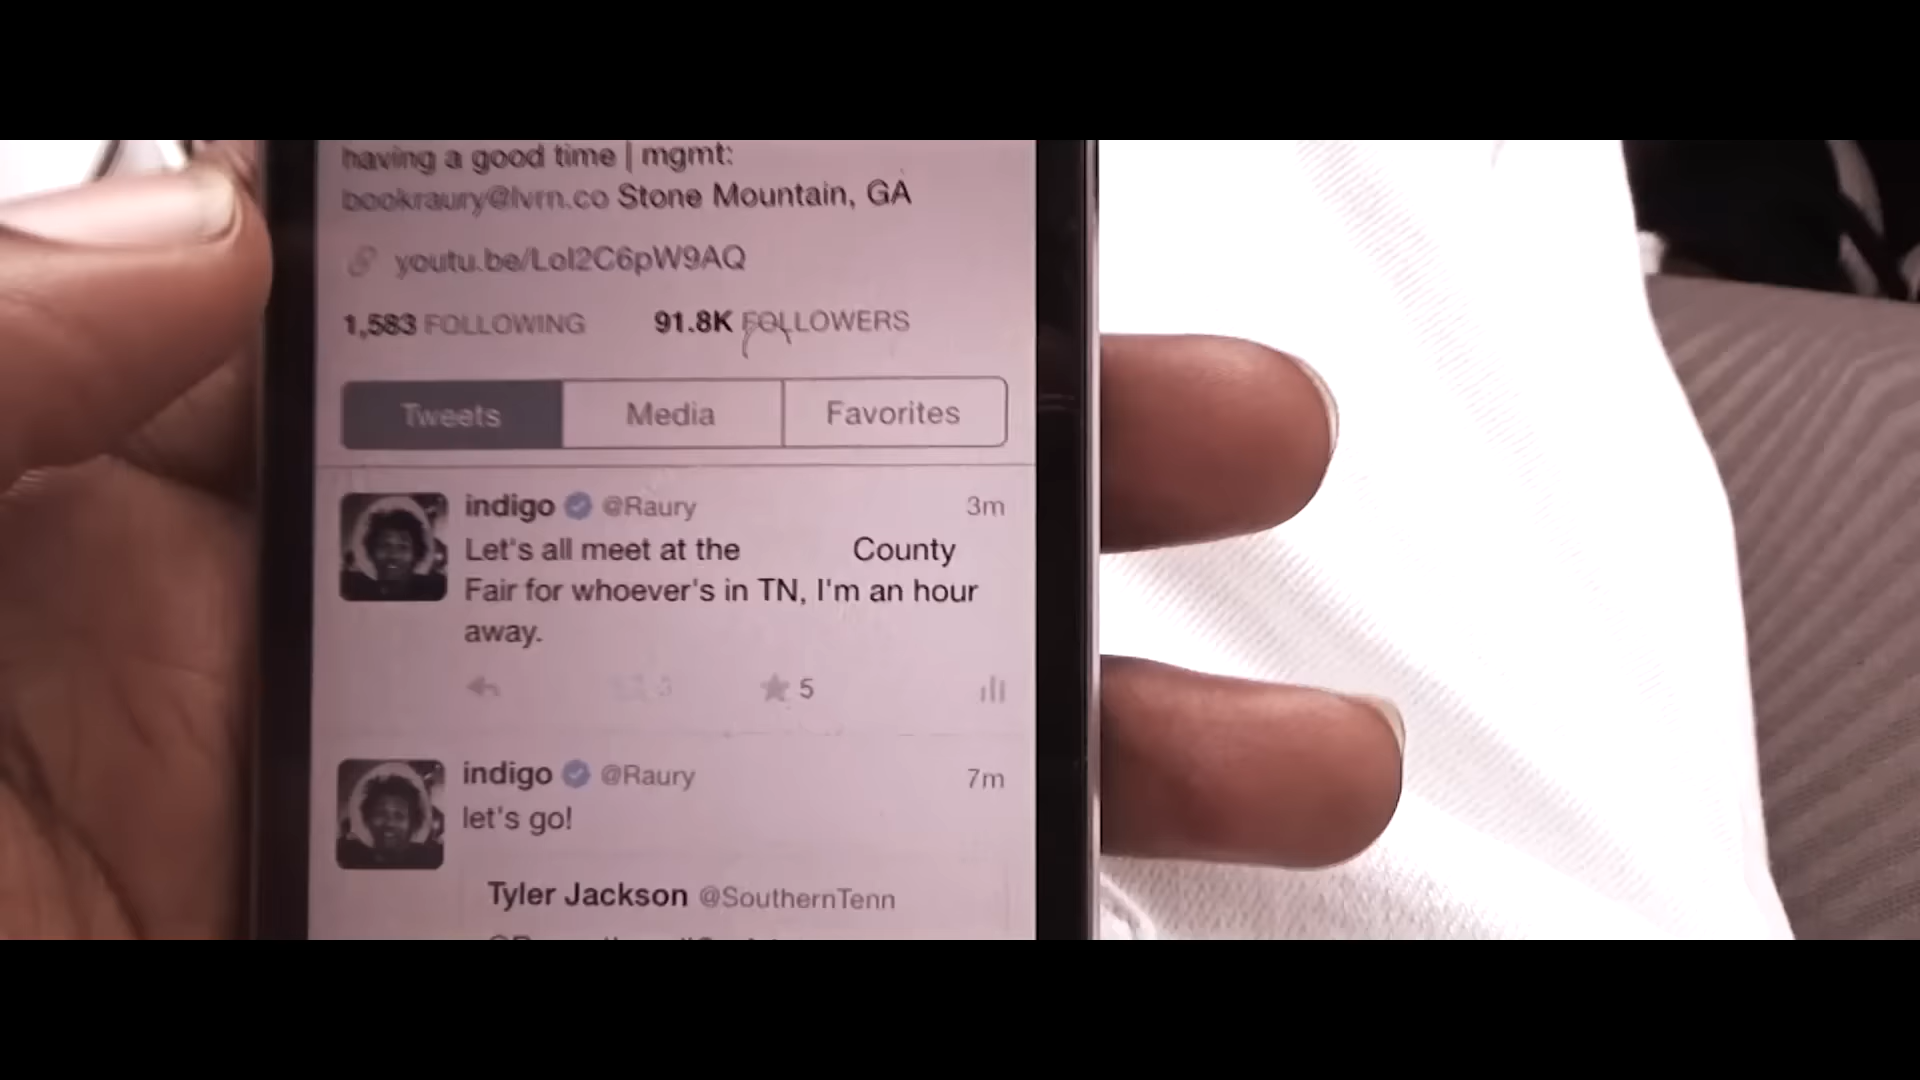 having a good time | mgmt:
bookraury@lvrn.co Stone Mountain, GA
youtu.be/LoI2C6pW9AQ
1,583 FOLLOWING 91.8K FOLLOWERS
Tweets Media Favorites
indigo @Raury 3m
Let's all meet at the County
Fair for whoever's in TN, I'm an hour
away.
3 5
indigo @Raury 7m
let's go!
Tyler Jackson @SouthernTenn